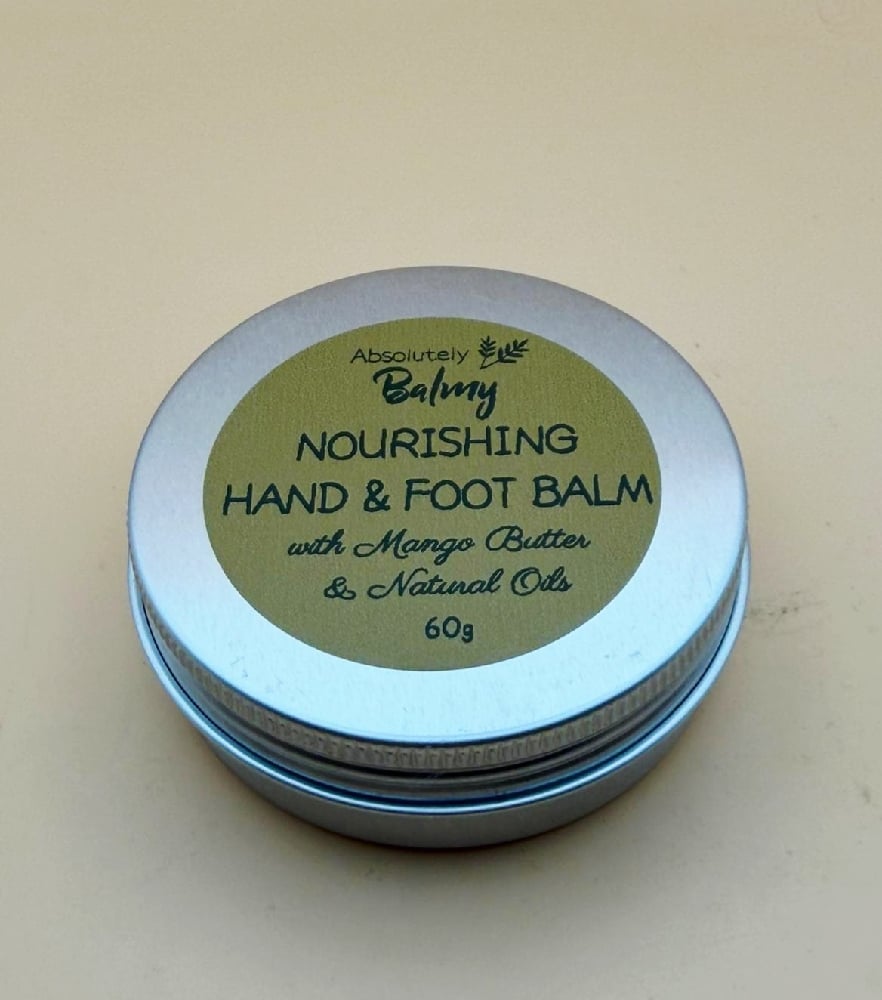 Absolutely
Balmy
NOURISHING
HAND & FOOT BALM
with Mango Butter
& Natural Oils
60g